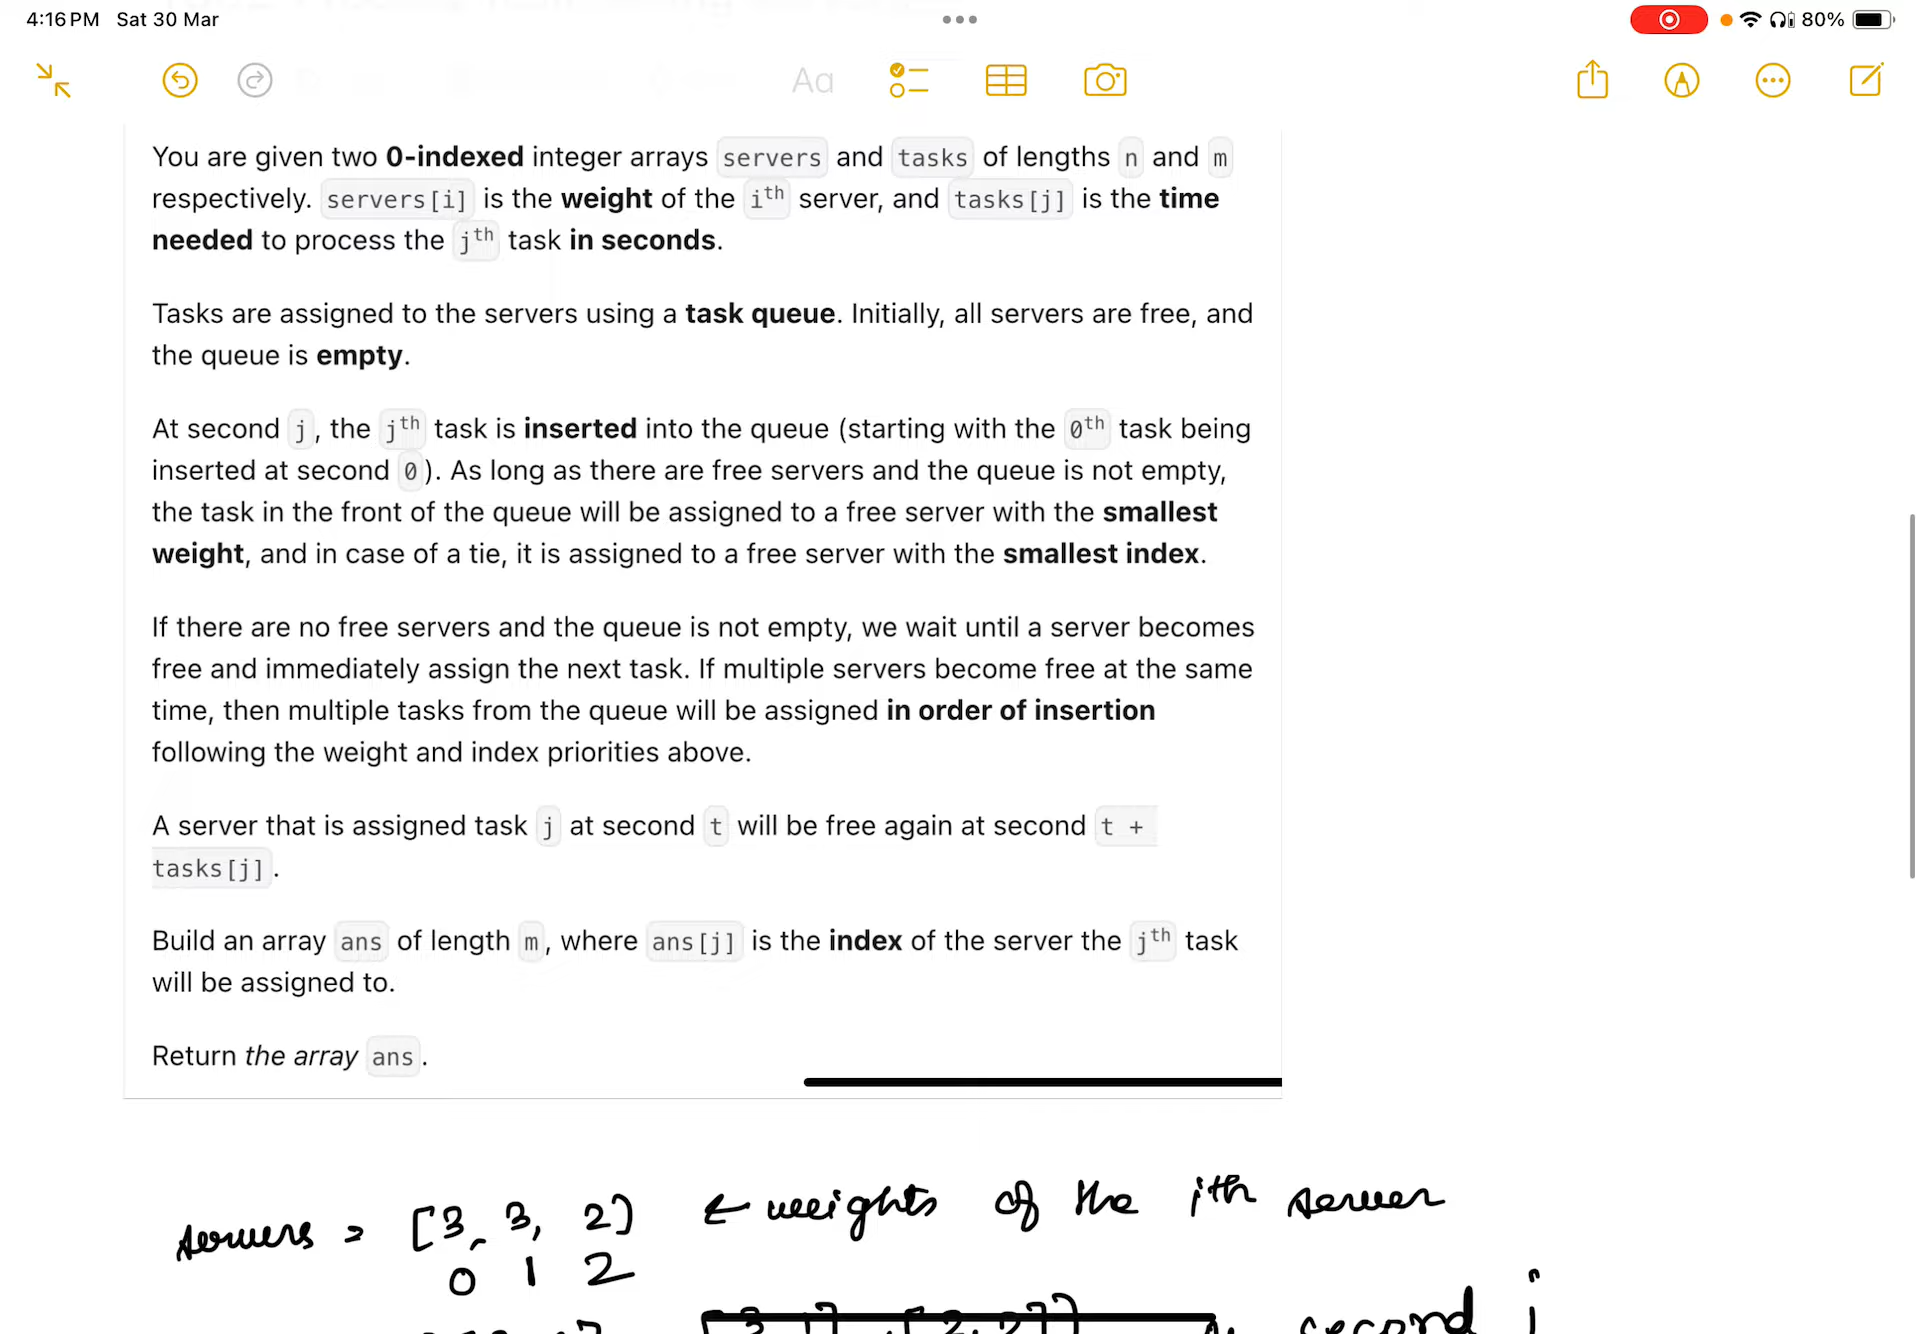 4:16 PM Sat 30 Mar
80%
Aa
You are given two 0-indexed integer arrays servers and tasks of lengths n and m
respectively. servers[i] is the weight of the ith server, and tasks[j] is the time
needed to process the jth task in seconds.
Tasks are assigned to the servers using a task queue. Initially, all servers are free, and
the queue is empty.
At second j, the jth task is inserted into the queue (starting with the 0th task being
inserted at second 0). As long as there are free servers and the queue is not empty,
the task in the front of the queue will be assigned to a free server with the smallest
weight, and in case of a tie, it is assigned to a free server with the smallest index.
If there are no free servers and the queue is not empty, we wait until a server becomes
free and immediately assign the next task. If multiple servers become free at the same
time, then multiple tasks from the queue will be assigned in order of insertion
following the weight and index priorities above.
A server that is assigned task j at second t will be free again at second t +
tasks[j].
Build an array ans of length m, where ans[j] is the index of the server the jth task
will be assigned to.
Return the array ans.
servers = [3, 3, 2] ← weights of the ith server
0 1 2
second j